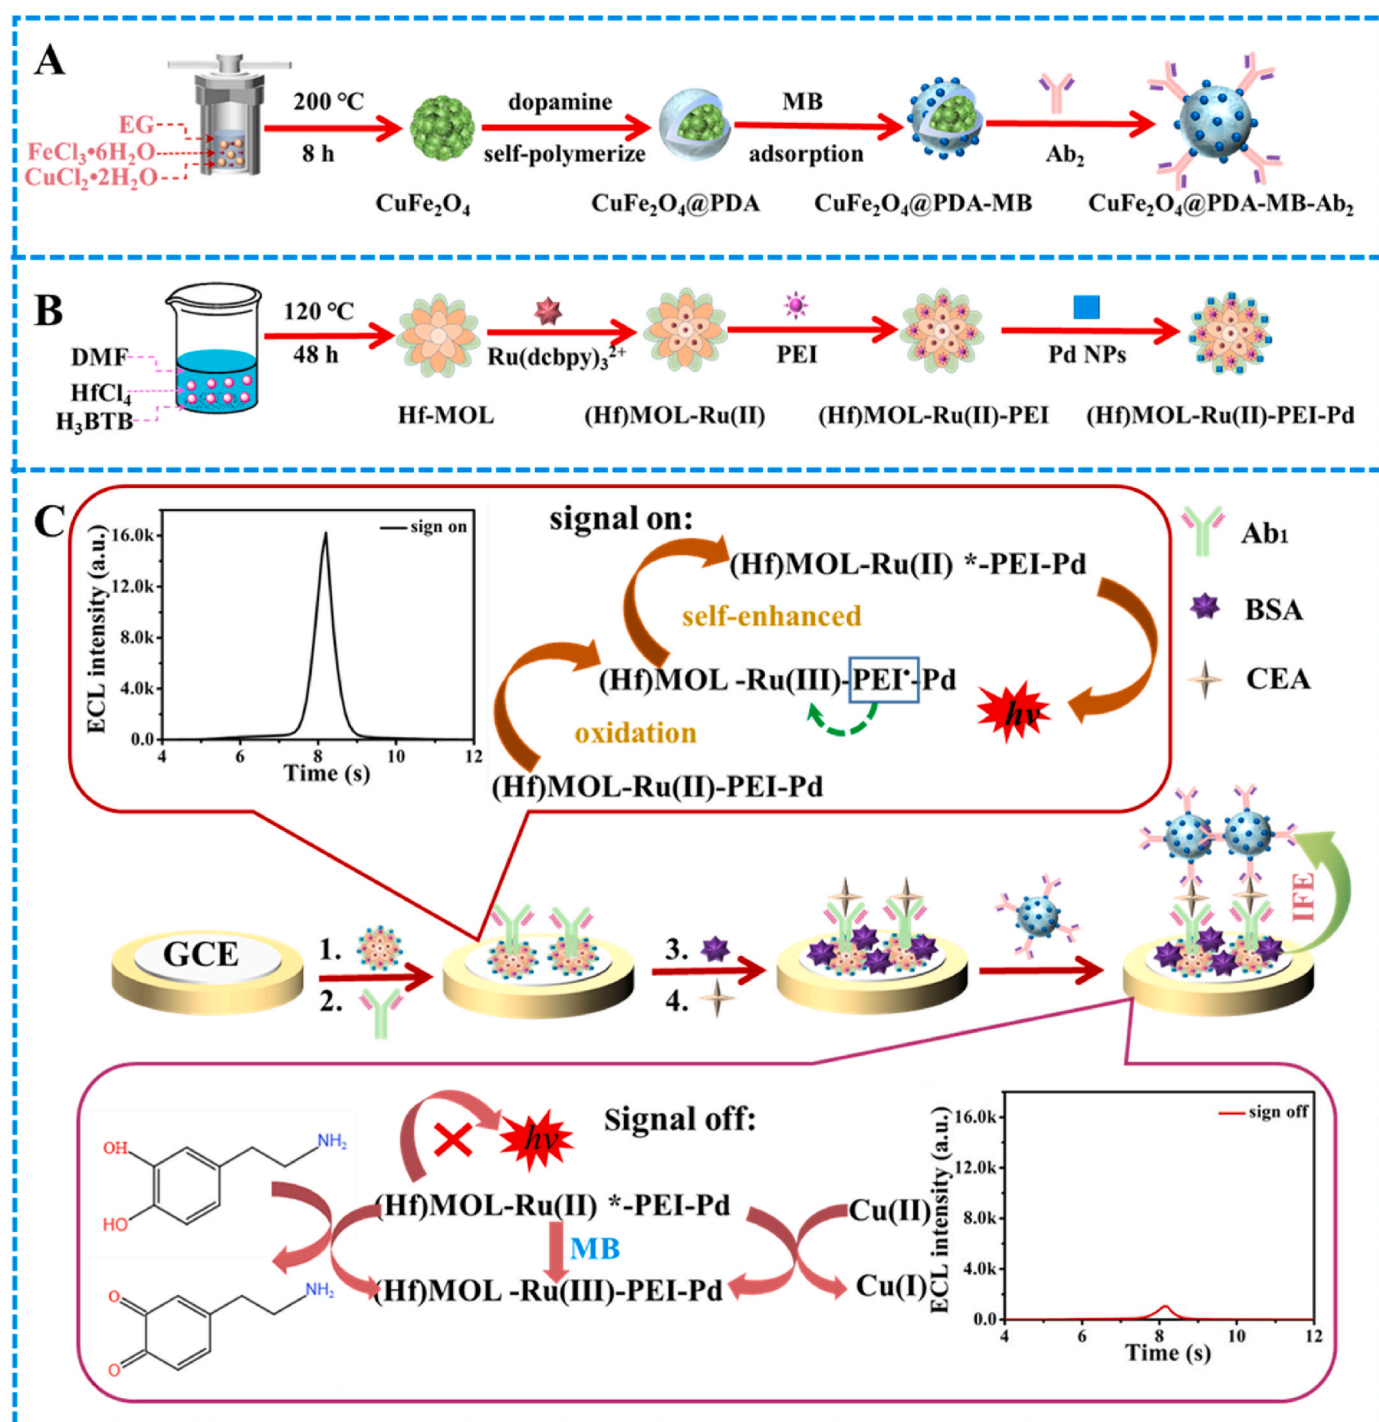 A
EG
FeCl₃•6H₂O
CuCl₂•2H₂O
200 °C
8 h
CuFe₂O₄
dopamine
self-polymerize
CuFe₂O₄@PDA
MB
adsorption
CuFe₂O₄@PDA-MB
Ab₂
CuFe₂O₄@PDA-MB-Ab₂
B
DMF
HfCl₄
H₃BTB
120 °C
48 h
Hf-MOL
Ru(dcbpy)₃²⁺
(Hf)MOL-Ru(II)
PEI
(Hf)MOL-Ru(II)-PEI
Pd NPs
(Hf)MOL-Ru(II)-PEI-Pd
C
ECL intensity (a.u.)
16.0k
12.0k
8.0k
4.0k
0.0
4 6 8 10 12
Time (s)
sign on
signal on:
(Hf)MOL-Ru(II) *-PEI-Pd
self-enhanced
(Hf)MOL -Ru(III)-PEI•-Pd
hν
oxidation
(Hf)MOL-Ru(II)-PEI-Pd
Ab1
BSA
CEA
GCE
1.
2.
3.
4.
IFE
OH
HO
NH₂
O
O
NH₂
Signal off:
hν
(Hf)MOL-Ru(II) *-PEI-Pd
MB
(Hf)MOL -Ru(III)-PEI-Pd
Cu(II)
Cu(I)
ECL intensity (a.u.)
16.0k
12.0k
8.0k
4.0k
0.0
4 6 8 10 12
Time (s)
sign off